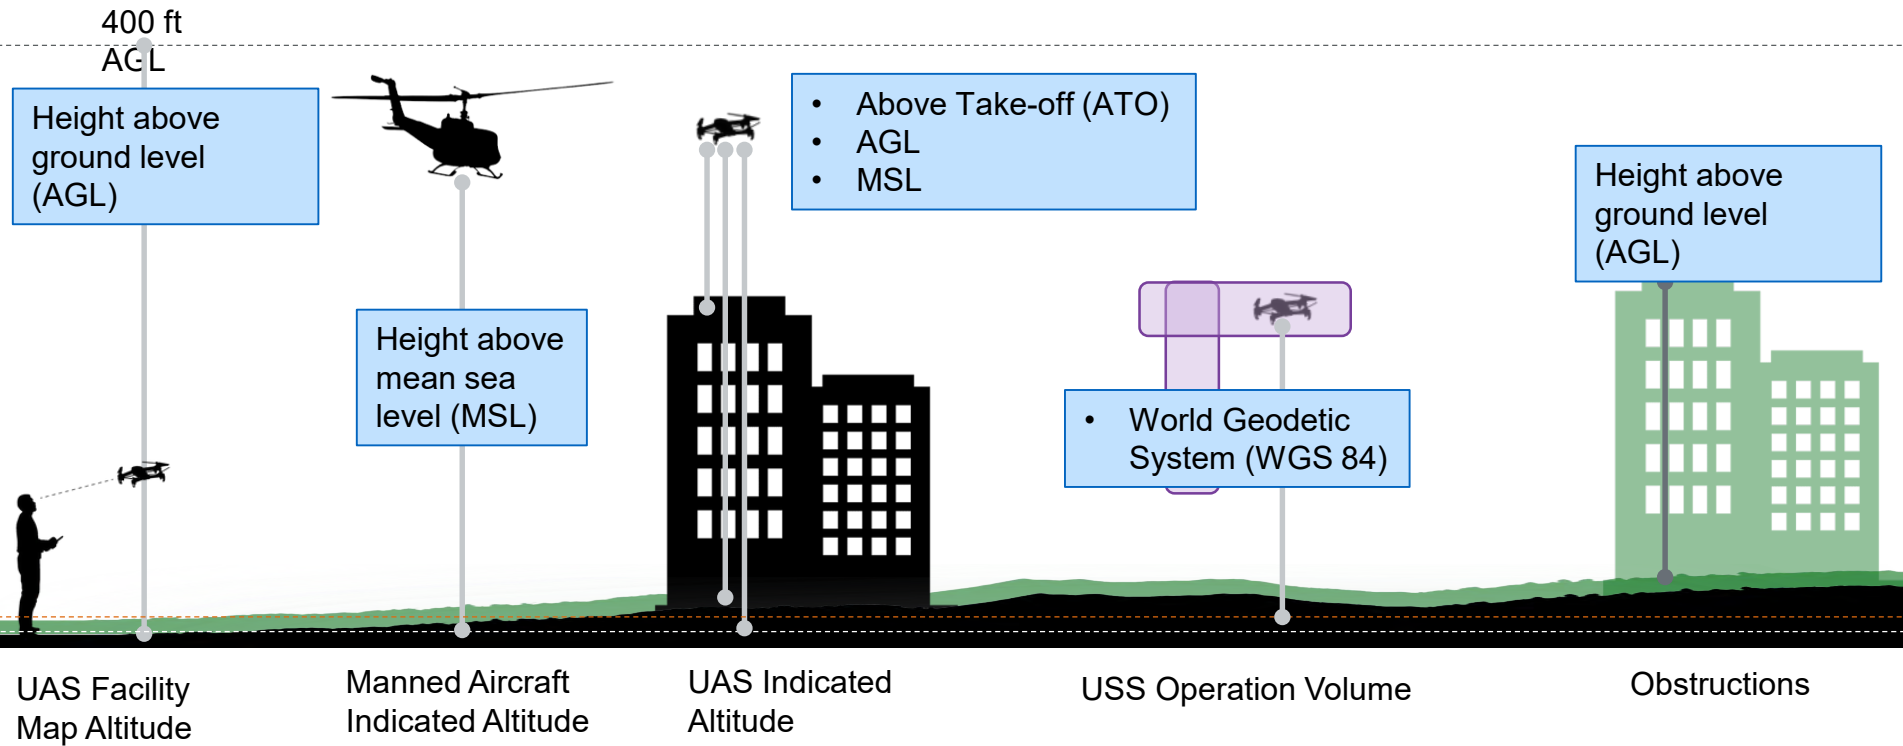 400 ft
AGL
Height above
ground level
(AGL)
Height above
mean sea
level (MSL)
• Above Take-off (ATO)
• AGL
• MSL
• World Geodetic
System (WGS 84)
Height above
ground level
(AGL)
UAS Facility
Map Altitude
Manned Aircraft
Indicated Altitude
UAS Indicated
Altitude
USS Operation Volume
Obstructions